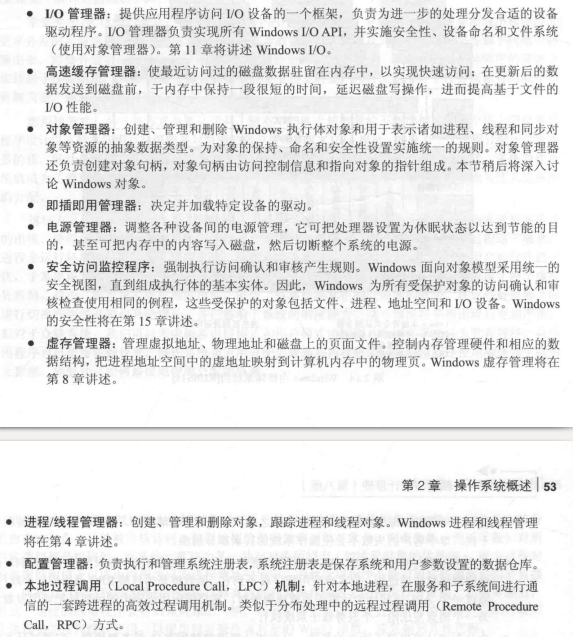 ● I/O 管理器：提供应用程序访问 I/O 设备的一个框架，负责为进一步的处理分发合适的设备
驱动程序。I/O 管理器负责实现所有 Windows I/O API，并实施安全性、设备命名和文件系统
（使用对象管理器）。第 11 章将讲述 Windows I/O。
● 高速缓存管理器：使最近访问过的磁盘数据驻留在内存中，以实现快速访问；在更新后的数
据发送到磁盘前，于内存中保持一段很短的时间，延迟磁盘写操作，进而提高基于文件的
I/O 性能。
● 对象管理器：创建、管理和删除 Windows 执行体对象和用于表示诸如进程、线程和同步对
象等资源的抽象数据类型。为对象的保持、命名和安全性设置实施统一的规则。对象管理器
还负责创建对象句柄，对象句柄由访问控制信息和指向对象的指针组成。本节稍后将深入讨
论 Windows 对象。
● 即插即用管理器：决定并加载特定设备的驱动。
● 电源管理器：调整各种设备间的电源管理，它可把处理器设置为休眠状态以达到节能的目
的，甚至可把内存中的内容写入磁盘，然后切断整个系统的电源。
● 安全访问监控程序：强制执行访问确认和审核产生规则。Windows 面向对象模型采用统一的
安全视图，直到组成执行体的基本实体。因此，Windows 为所有受保护对象的访问确认和审
核检查使用相同的例程，这些受保护的对象包括文件、进程、地址空间和 I/O 设备。Windows
的安全性将在第 15 章讲述。
● 虚存管理器：管理虚拟地址、物理地址和磁盘上的页面文件。控制内存管理硬件和相应的数
据结构，把进程地址空间中的虚地址映射到计算机内存中的物理页。Windows 虚存管理将在
第 8 章讲述。
第 2 章 操作系统概述 53
● 进程/线程管理器：创建、管理和删除对象，跟踪进程和线程对象。Windows 进程和线程管理
将在第 4 章讲述。
● 配置管理器：负责执行和管理系统注册表，系统注册表是保存系统和用户参数设置的数据仓库。
● 本地过程调用（Local Procedure Call，LPC）机制：针对本地进程，在服务和子系统间进行通
信的一套跨进程的高效过程调用机制。类似于分布处理中的远程过程调用（Remote Procedure
Call，RPC）方式。